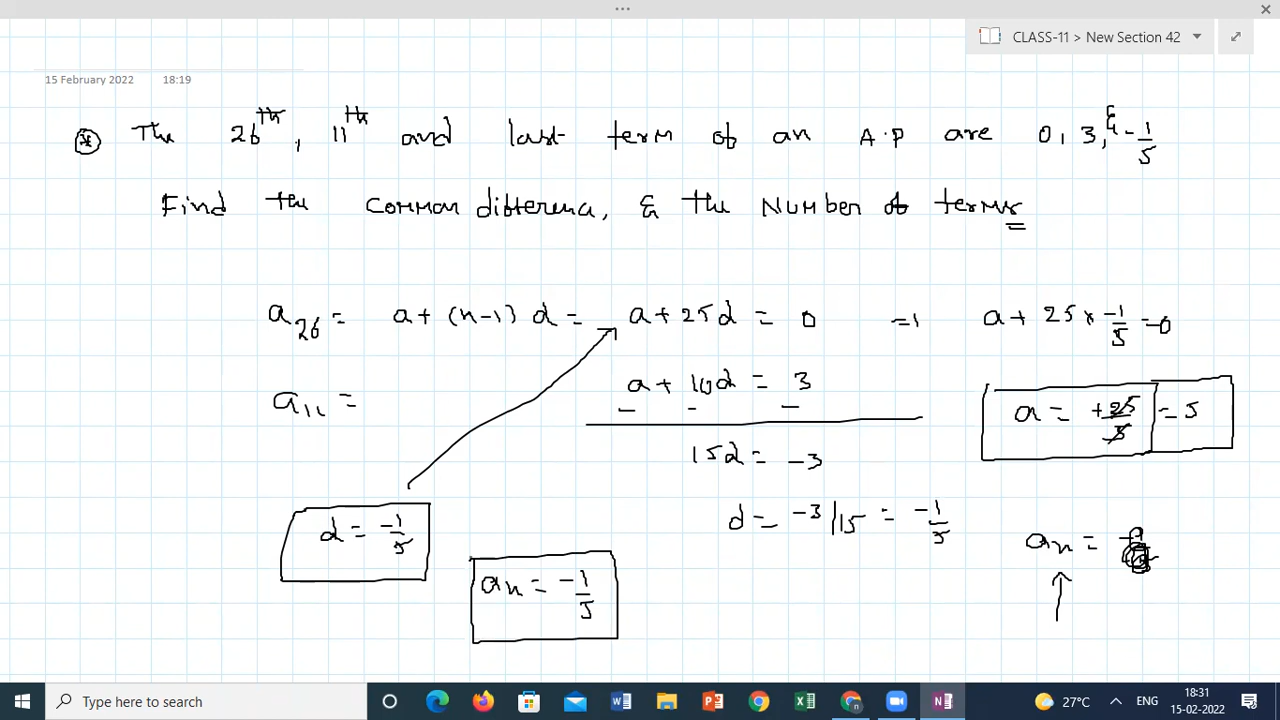 ...
CLASS-11 > New Section 42
15 February 2022 18:19
The 26th, 11th and last term of an A.P are 0, 3, & -1/5
Find the common difference, & the Number of terms
a26 = a + (n-1) d = a + 25d = 0 =1 a + 25 x -1/5 = 0
a11 = a + 10d = 3
a = +25/5 = 5
15d = -3
d = -1/5
d = -3/15 = -1/5
an =
an = -1/5
Type here to search
27°C ENG 18:31
15-02-2022